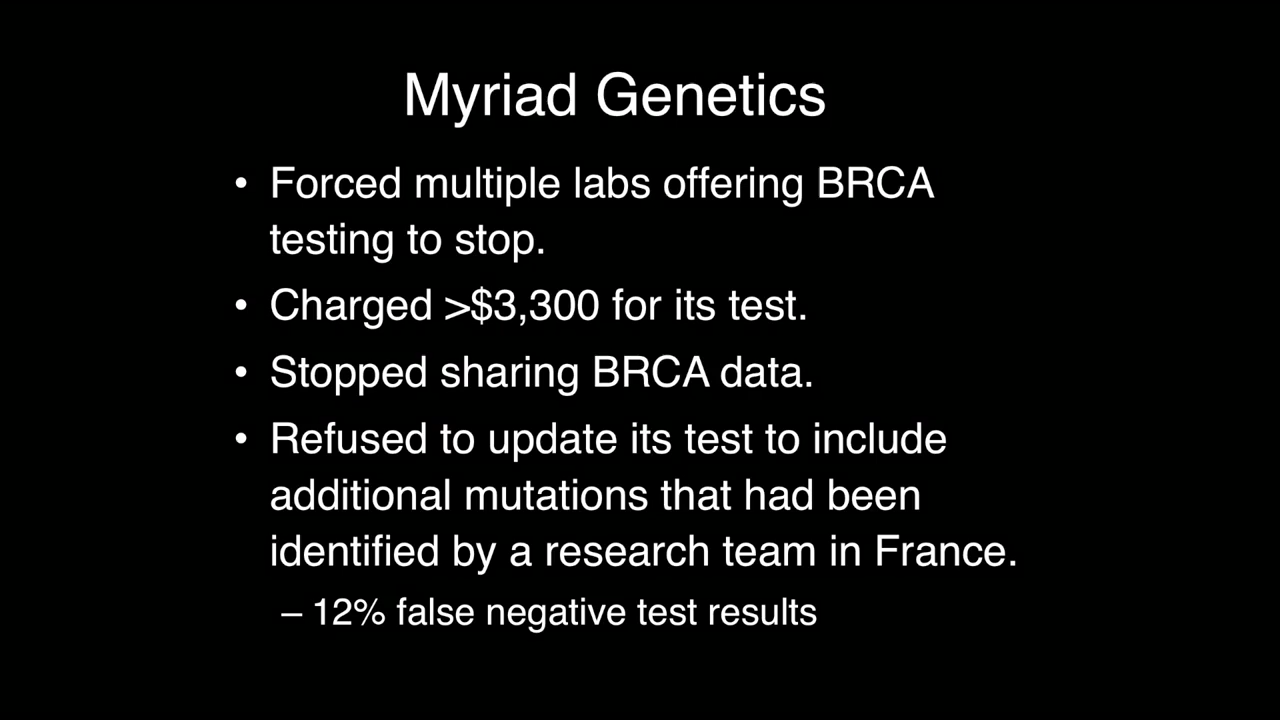 Myriad Genetics
• Forced multiple labs offering BRCA
testing to stop.
• Charged >$3,300 for its test.
• Stopped sharing BRCA data.
• Refused to update its test to include
additional mutations that had been
identified by a research team in France.
– 12% false negative test results